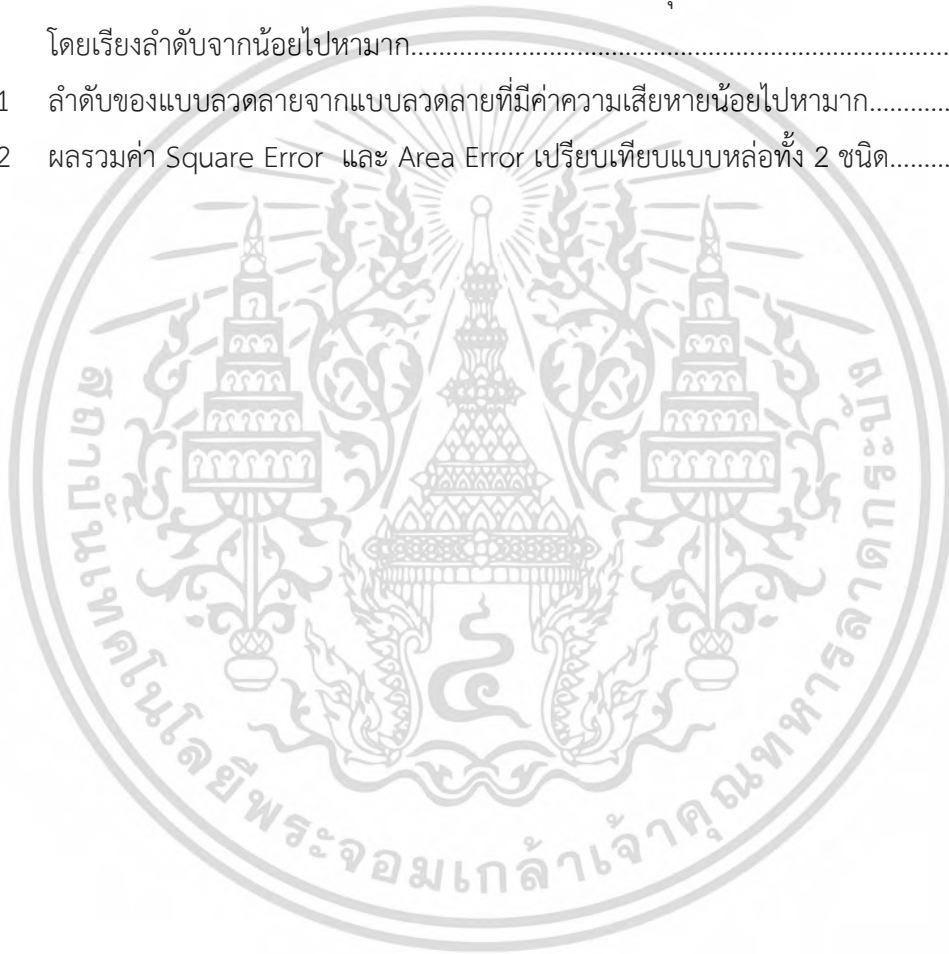 โดยเรียงลำดับจากน้อยไปหามาก................................................................................
1 ลำดับของแบบลวดลายจากแบบลวดลายที่มีค่าความเสียหายน้อยไปหามาก............
2 ผลรวมค่า Square Error และ Area Error เปรียบเทียบแบบหล่อทั้ง 2 ชนิด.........
สถาบันเทคโนโลยีพระจอมเกล้าเจ้าคุณทหารลาดกระบัง